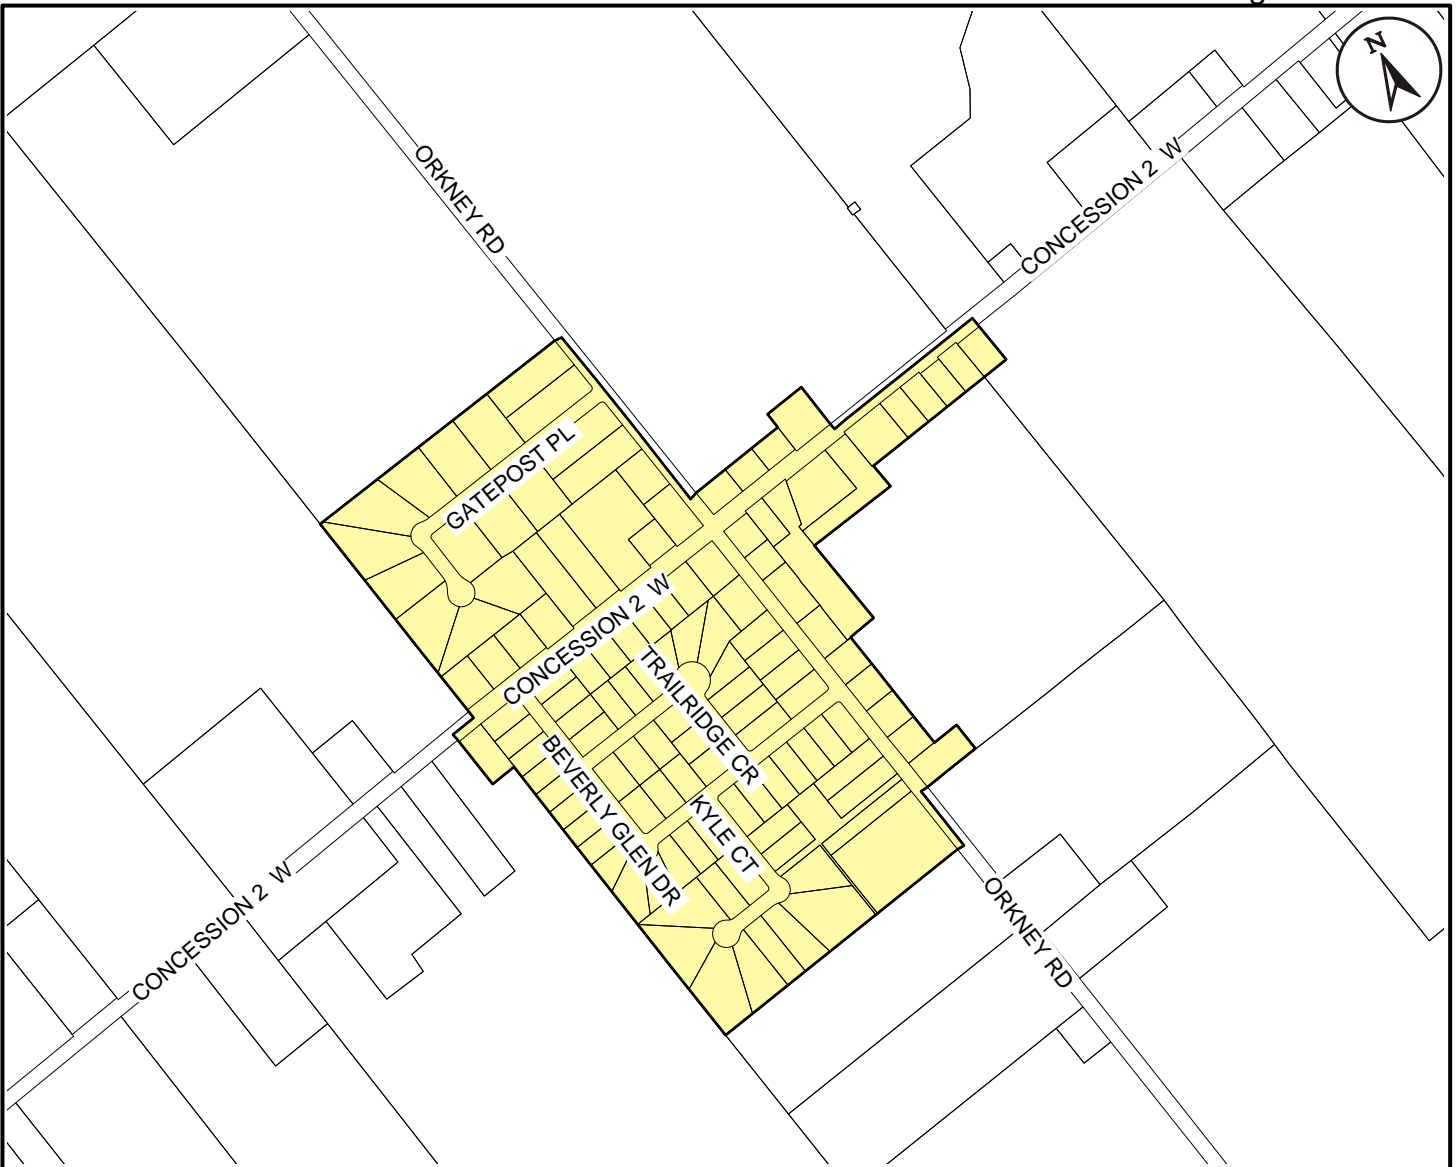 N
ORKNEY RD
CONCESSION 2 W
GATEPOST PL
CONCESSION 2 W
TRAILRIDGE CR
BEVERLY GLEN DR
KYLE CT
CONCESSION 2 W
ORKNEY RD